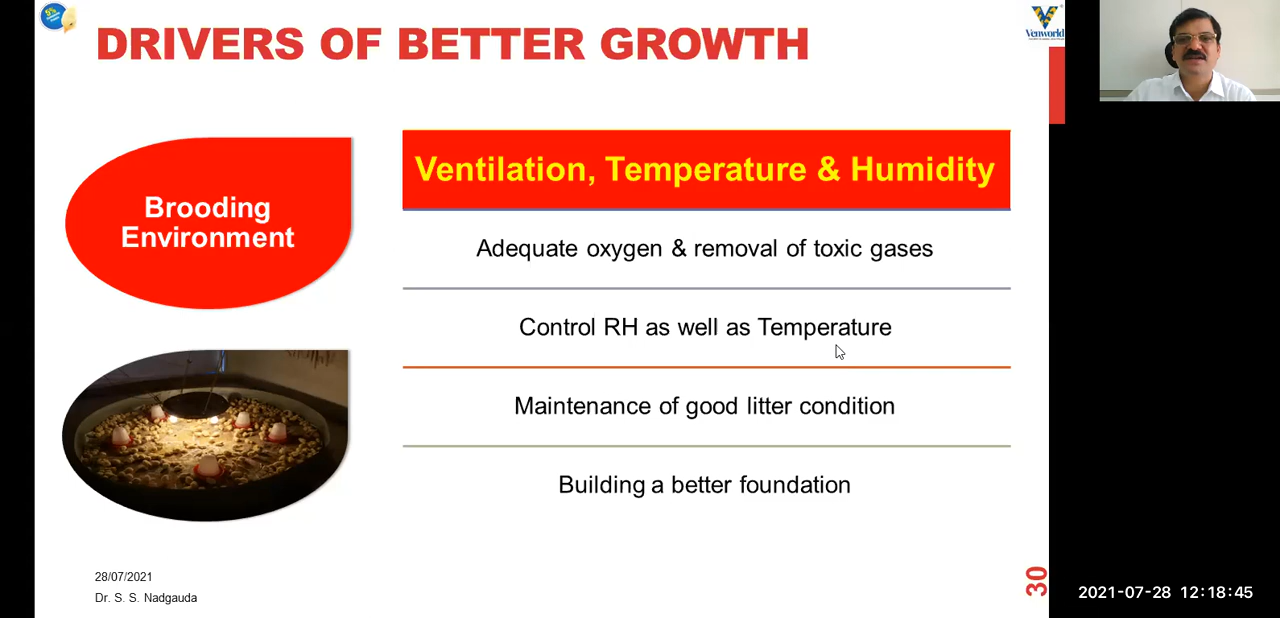 DRIVERS OF BETTER GROWTH
Venworld
Brooding
Environment
Ventilation, Temperature & Humidity
Adequate oxygen & removal of toxic gases
Control RH as well as Temperature
Maintenance of good litter condition
Building a better foundation
28/07/2021
Dr. S. S. Nadgauda
30
2021-07-28 12:18:45